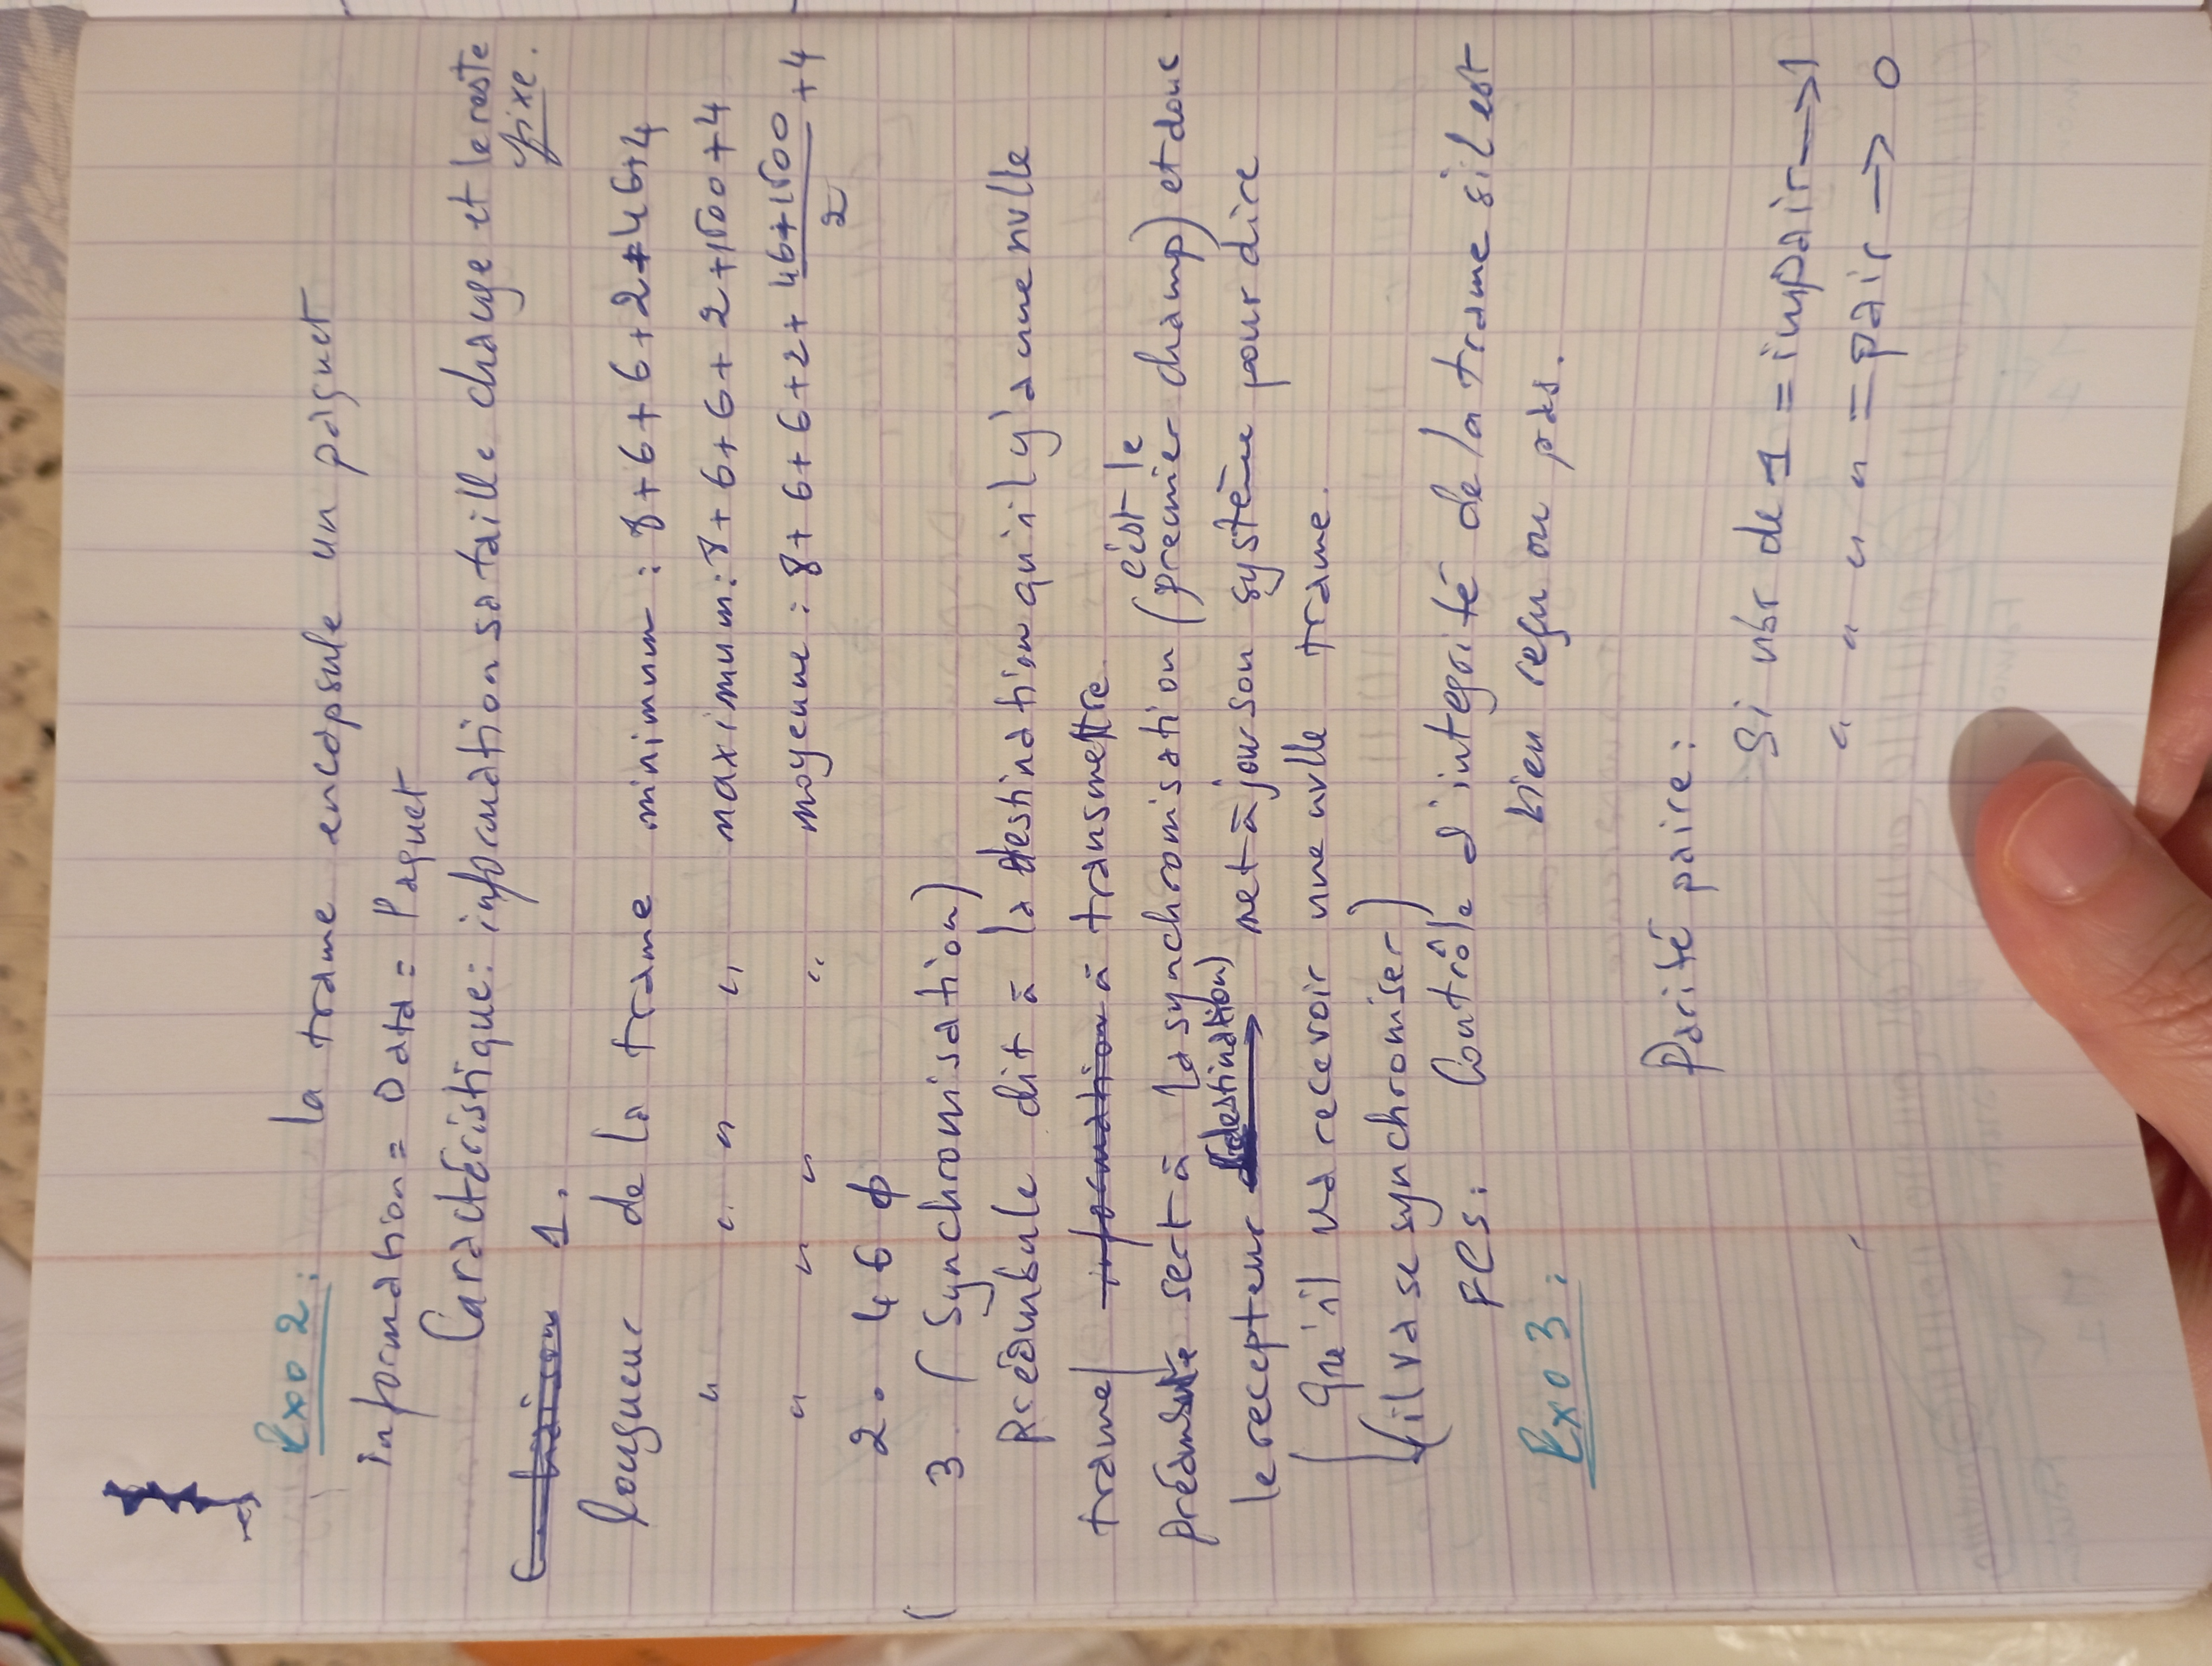 Exo 2 : la trame encapsule un paquet
information = Data = Paquet
Caractéristique : information sa taille change et le reste
fixe.
1.
longueur de la trame minimum : 8+6+6+2+46+4
" " " " maximum : 8+6+6+2+1500+4
" " " " moyenne : 8+6+6+2+ 46+1500 / 2 +4
2. 46 o
3. (Synchronisation)
Préambule dit à la destination qu'il y'a une nvlle
trame à transmettre
préambule sert à la synchronisation (c'est le premier champ) et donc
le recepteur (destination) met à jour son système pour dire
qu'il va recevoir une nvlle trame.
(il va se synchroniser)
FCS : Contrôle d'integrité de la trame s'il est
bien reçu ou pas.
Exo 3 :
Parité paire :
Si nbr de 1 = impair → 1
" " " " = pair → 0